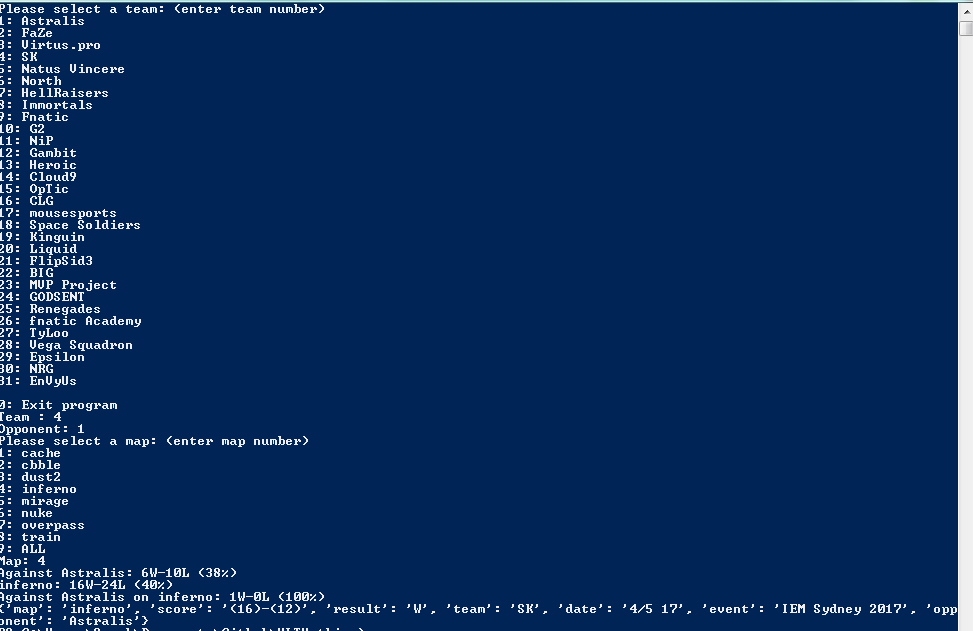 Please select a team: (enter team number)
1: Astralis
2: FaZe
3: Virtus.pro
4: SK
5: Natus Vincere
6: North
7: HellRaisers
8: Immortals
9: Fnatic
10: G2
11: NiP
12: Gambit
13: Heroic
14: Cloud9
15: OpTic
16: CLG
17: mousesports
18: Space Soldiers
19: Kinguin
20: Liquid
21: FlipSid3
22: BIG
23: MVP Project
24: GODSENT
25: Renegades
26: fnatic Academy
27: TyLoo
28: Vega Squadron
29: Epsilon
30: NRG
31: EnVyUs
0: Exit program
Team : 4
Opponent: 1
Please select a map: (enter map number)
1: cache
2: cbble
3: dust2
4: inferno
5: mirage
6: nuke
7: overpass
8: train
9: ALL
Map: 4
Against Astralis: 6W-10L (38%)
inferno: 16W-24L (40%)
Against Astralis on inferno: 1W-0L (100%)
{'map': 'inferno', 'score': '(16)-(12)', 'result': 'W', 'team': 'SK', 'date': '4/5 17', 'event': 'IEM Sydney 2017', 'opp
onent': 'Astralis'}